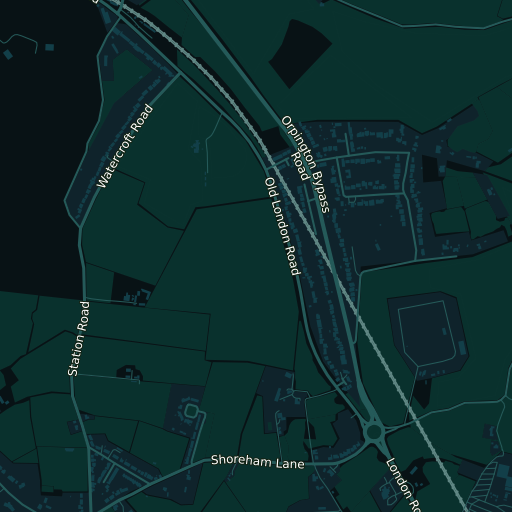 Watercroft Road
Orpington Bypass
Road
Old London Road
Station Road
Shoreham Lane
London Ro